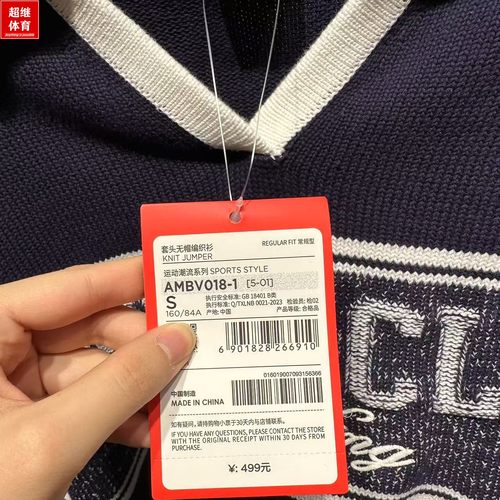 超继
体育
套头无帽编织衫
KNIT JUMPER
REGULAR FIT 常规型
运动潮流系列 SPORTS STYLE
AMBV018-1 [5-01]
S
160/84A
执行安全标准: GB 18401 B类
执行标准: Q/TXLNB 0021-2023 检验员: 检02
产地: 中国 产品等级: 合格品
6 901828 266910
016019007093156366
中国制造
MADE IN CHINA
如有疑问，请持购物小票于30天内与店铺联系.
IF YOU HAVE ANY QUESTIONS, PLEASE CONTACT THE STORE
WITH THE ORIGINAL RECEIPT WITHIN 30 DAYS FROM
PURCHASE.
¥: 499元